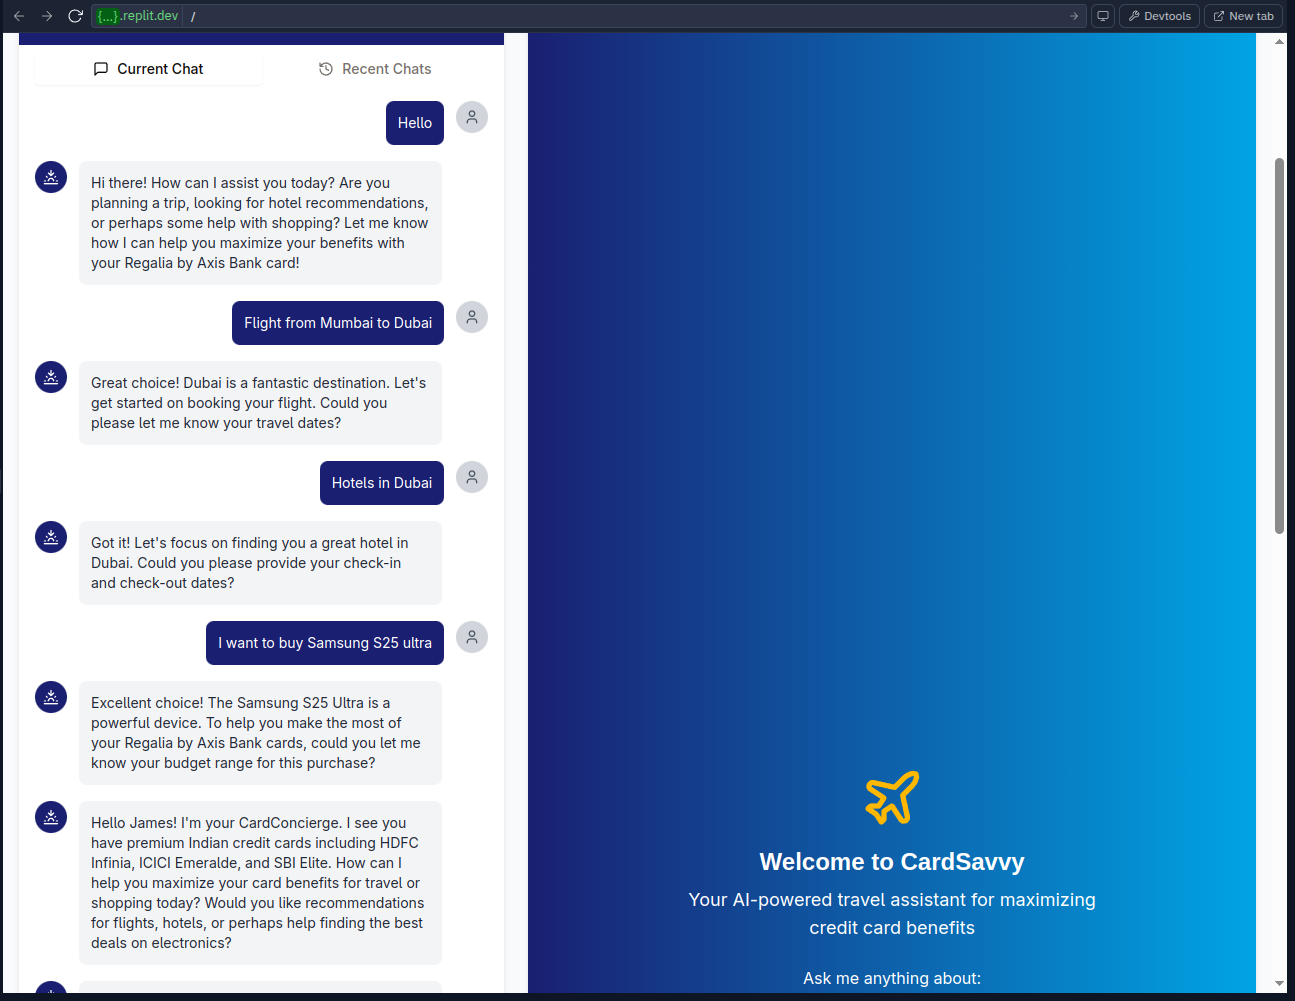 {...}.replit.dev /
Devtools
New tab
Current Chat
Recent Chats
Hello
Hi there! How can I assist you today? Are you
planning a trip, looking for hotel recommendations,
or perhaps some help with shopping? Let me know
how I can help you maximize your benefits with
your Regalia by Axis Bank card!
Flight from Mumbai to Dubai
Great choice! Dubai is a fantastic destination. Let's
get started on booking your flight. Could you
please let me know your travel dates?
Hotels in Dubai
Got it! Let's focus on finding you a great hotel in
Dubai. Could you please provide your check-in
and check-out dates?
I want to buy Samsung S25 ultra
Excellent choice! The Samsung S25 Ultra is a
powerful device. To help you make the most of
your Regalia by Axis Bank cards, could you let me
know your budget range for this purchase?
Hello James! I'm your CardConcierge. I see you
have premium Indian credit cards including HDFC
Infinia, ICICI Emeralde, and SBI Elite. How can I
help you maximize your card benefits for travel or
shopping today? Would you like recommendations
for flights, hotels, or perhaps help finding the best
deals on electronics?
Welcome to CardSavvy
Your AI-powered travel assistant for maximizing
credit card benefits
Ask me anything about: